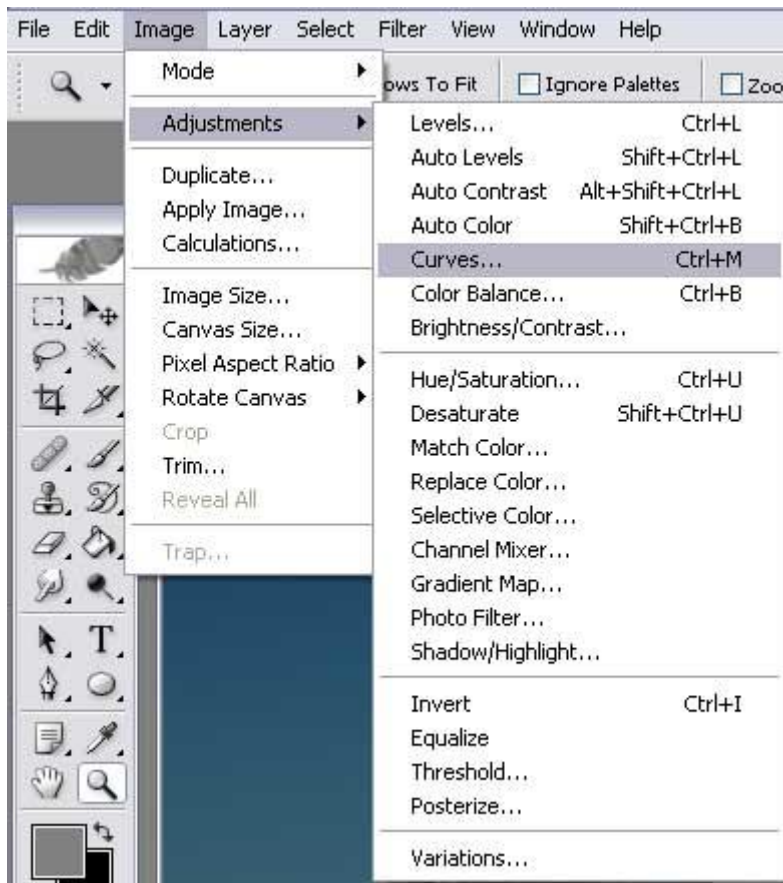 File Edit Image Layer Select Filter View Window Help
ows To Fit Ignore Palettes Zoo
Mode
Adjustments
Duplicate...
Apply Image...
Calculations...
Image Size...
Canvas Size...
Pixel Aspect Ratio
Rotate Canvas
Crop
Trim...
Reveal All
Trap...
Levels... Ctrl+L
Auto Levels Shift+Ctrl+L
Auto Contrast Alt+Shift+Ctrl+L
Auto Color Shift+Ctrl+B
Curves... Ctrl+M
Color Balance... Ctrl+B
Brightness/Contrast...
Hue/Saturation... Ctrl+U
Desaturate Shift+Ctrl+U
Match Color...
Replace Color...
Selective Color...
Channel Mixer...
Gradient Map...
Photo Filter...
Shadow/Highlight...
Invert Ctrl+I
Equalize
Threshold...
Posterize...
Variations...
T